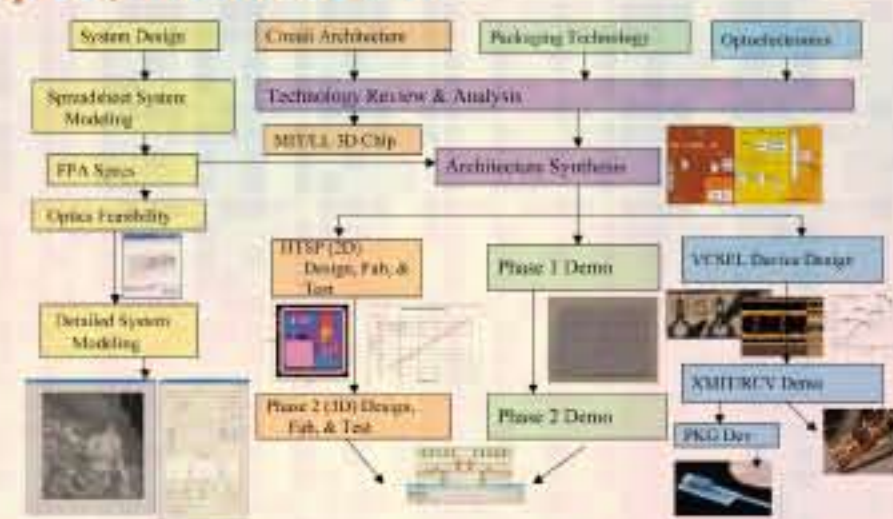 System Design
Circuit Architecture
Packaging Technology
Optoelectronics
Spreadsheet System
Modeling
Technology Review & Analysis
MIT/LL 3D Chip
FPA Specs
Architecture Synthesis
Optics Feasibility
(2D)
Design, Fab, &
Test
Phase 1 Demo
VCSEL Device Design
Detailed System
Modeling
XMIT/RCV Demo
Phase 2 (3D) Design,
Fab, & Test
Phase 2 Demo
PKG Dev